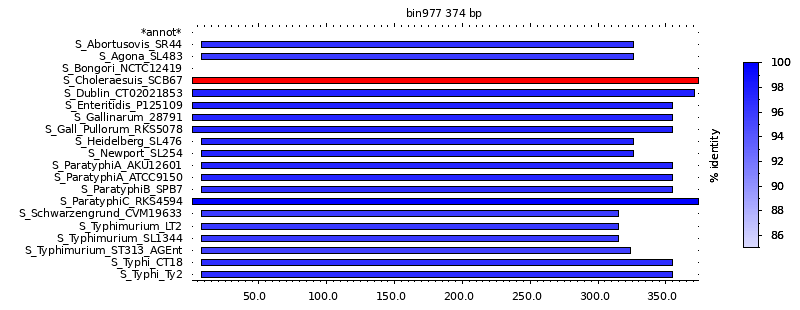 bin977 374 bp
*annot*
S_Abortusovis_SR44
S_Agona_SL483
S_Bongori_NCTC12419
S_Choleraesuis_SCB67
S_Dublin_CT02021853
S_Enteritidis_P125109
S_Gallinarum_28791
S_Gall_Pullorum_RKS5078
S_Heidelberg_SL476
S_Newport_SL254
S_ParatyphiA_AKU12601
S_ParatyphiA_ATCC9150
S_ParatyphiB_SPB7
S_ParatyphiC_RKS4594
S_Schwarzengrund_CVM19633
S_Typhimurium_LT2
S_Typhimurium_SL1344
S_Typhimurium_ST313_AGEnt
S_Typhi_CT18
S_Typhi_Ty2
50.0 100.0 150.0 200.0 250.0 300.0 350.0
100
98
96
94
92
90
88
86
% identity